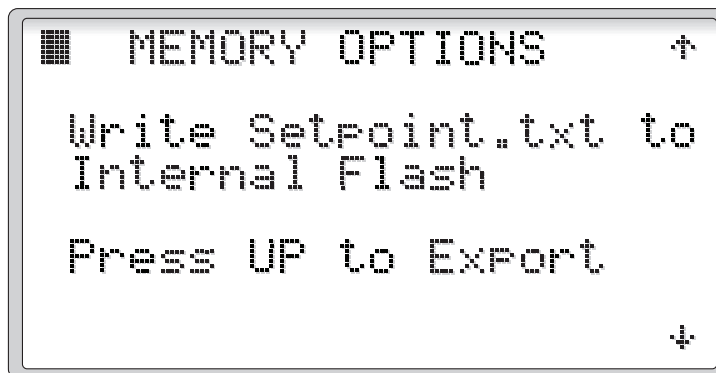 MEMORY OPTIONS ↑
Write Setpoint.txt to
Internal Flash
Press UP to Export
↓